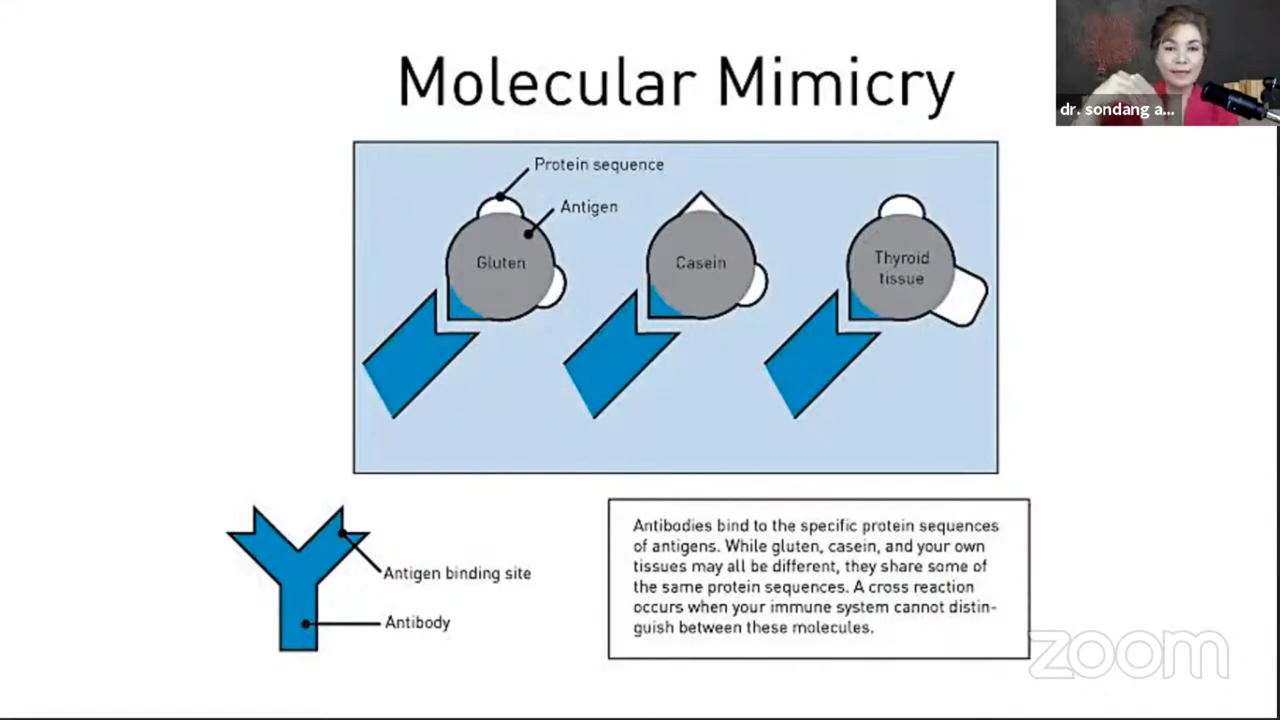 Molecular Mimicry
dr. sondang a...
Protein sequence
Antigen
Gluten
Casein
Thyroid
tissue
Antigen binding site
Antibody
Antibodies bind to the specific protein sequences
of antigens. While gluten, casein, and your own
tissues may all be different, they share some of
the same protein sequences. A cross reaction
occurs when your immune system cannot distin-
guish between these molecules.
zoom